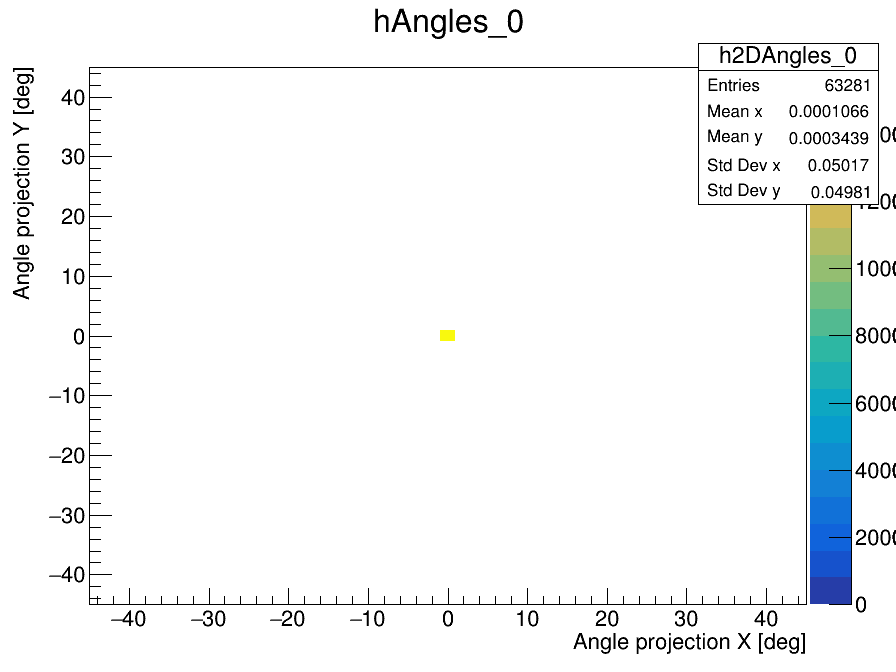 hAngles_0
h2DAngles_0
Entries 63281
Mean x 0.0001066
Mean y 0.0003439
Std Dev x 0.05017
Std Dev y 0.04981
Angle projection Y [deg]
40
30
20
10
0
−10
−20
−30
−40
−40 −30 −20 −10 0 10 20 30 40
Angle projection X [deg]
1000
8000
6000
4000
2000
0